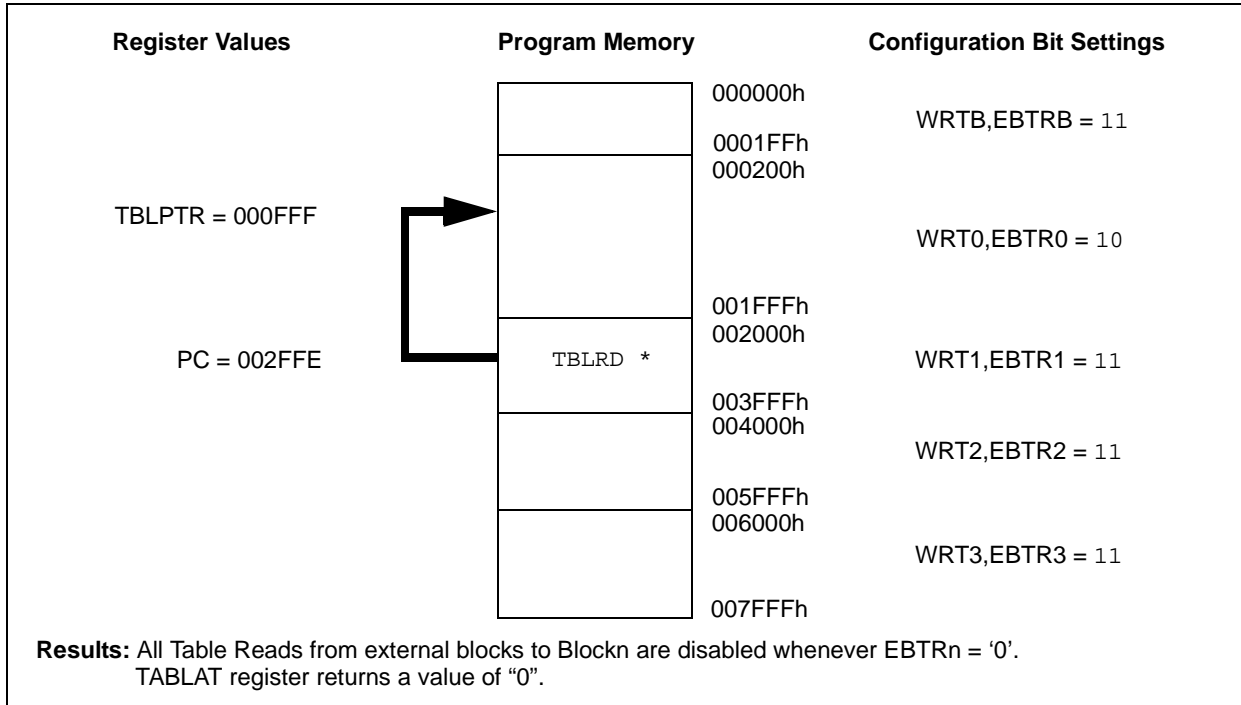 Register Values Program Memory Configuration Bit Settings
000000h
WRTB,EBTRB = 11
0001FFh
000200h
TBLPTR = 000FFF
WRT0,EBTR0 = 10
001FFFh
002000h
PC = 002FFE TBLRD * WRT1,EBTR1 = 11
003FFFh
004000h
WRT2,EBTR2 = 11
005FFFh
006000h
WRT3,EBTR3 = 11
007FFFh
Results: All Table Reads from external blocks to Blockn are disabled whenever EBTRn = ‘0’.
TABLAT register returns a value of “0”.